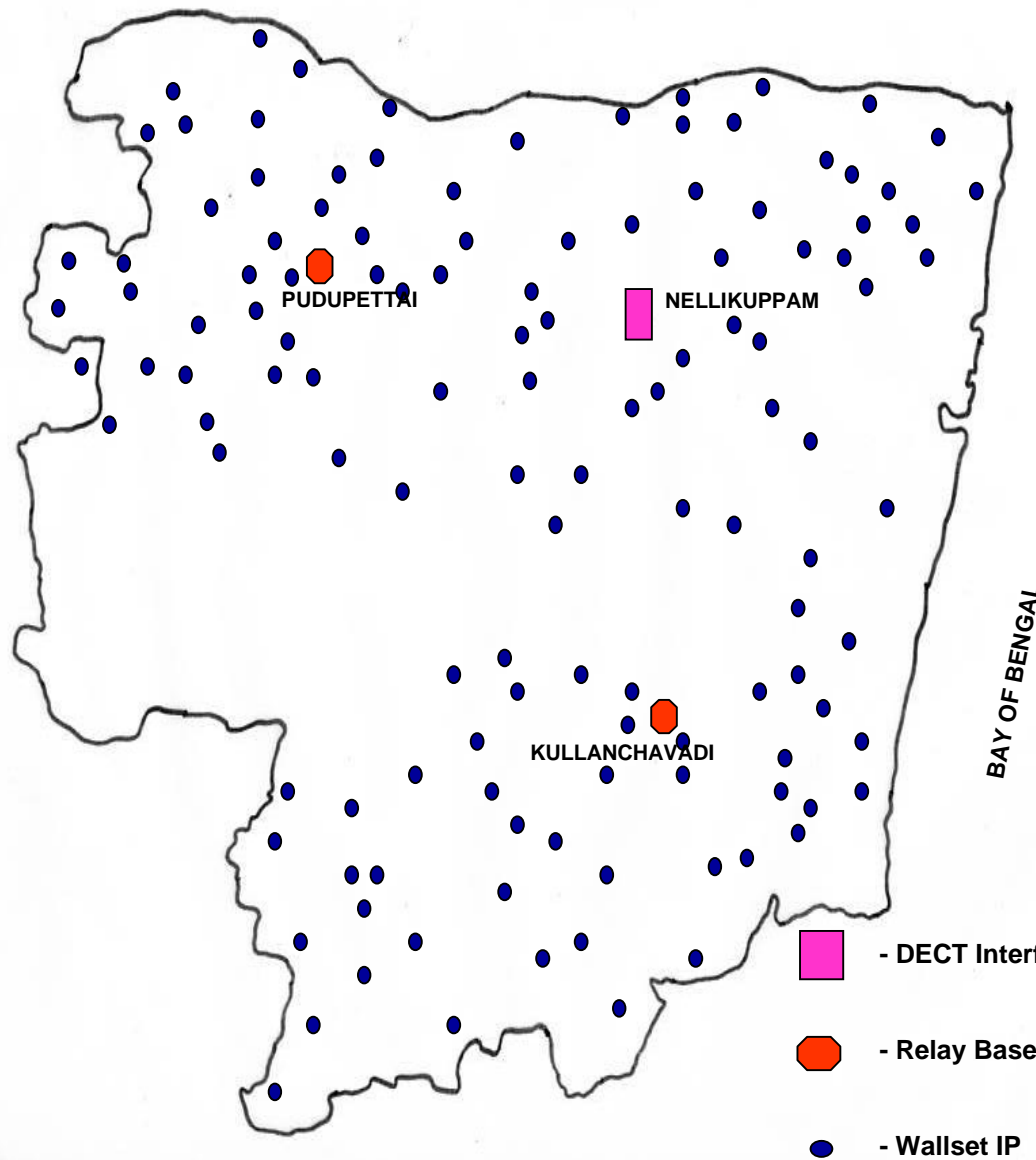 PUDUPETTAI
NELLIKUPPAM
BAY OF BENGAL
KULLANCHAVADI
- DECT Interf
- Relay Base
- Wallset IP